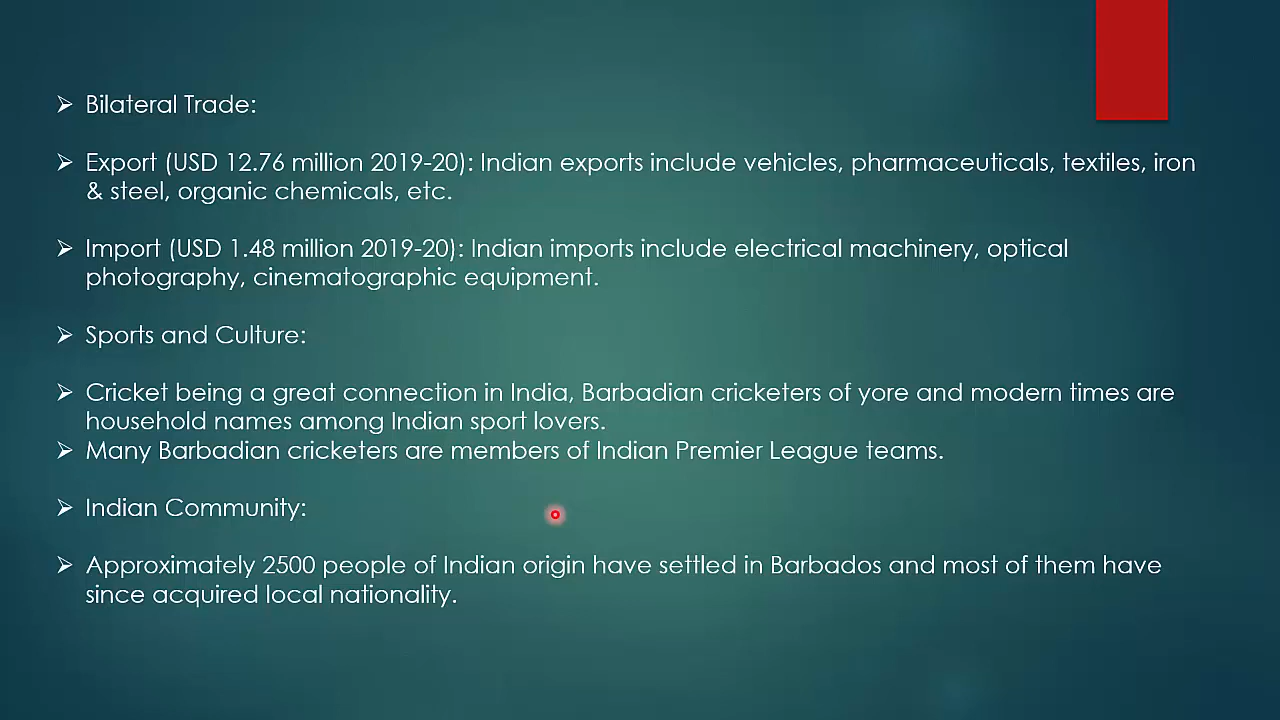 Bilateral Trade:
Export (USD 12.76 million 2019-20): Indian exports include vehicles, pharmaceuticals, textiles, iron
& steel, organic chemicals, etc.
Import (USD 1.48 million 2019-20): Indian imports include electrical machinery, optical
photography, cinematographic equipment.
Sports and Culture:
Cricket being a great connection in India, Barbadian cricketers of yore and modern times are
household names among Indian sport lovers.
Many Barbadian cricketers are members of Indian Premier League teams.
Indian Community:
Approximately 2500 people of Indian origin have settled in Barbados and most of them have
since acquired local nationality.